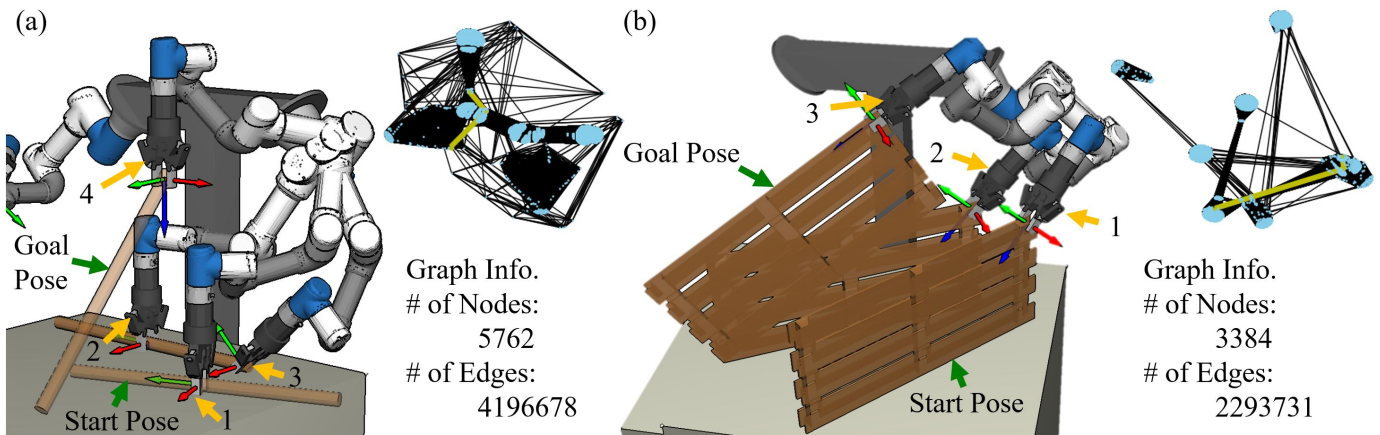 (a)
4
Goal
Pose
2
3
Start Pose
1
Graph Info.
# of Nodes:
5762
# of Edges:
4196678
(b)
3
Goal Pose
2
1
Start Pose
Graph Info.
# of Nodes:
3384
# of Edges:
2293731